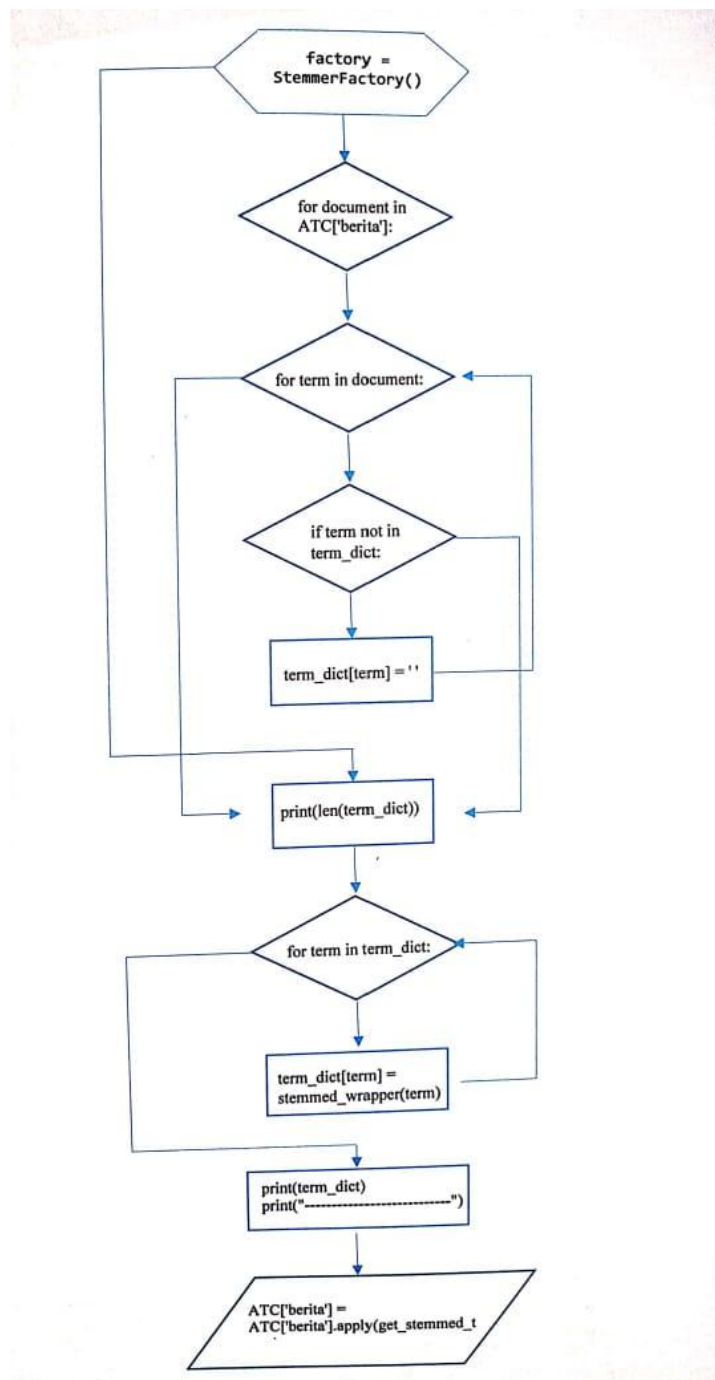 factory =
StemmerFactory()
for document in
ATC['berita']:
for term in document:
if term not in
term_dict:
term_dict[term] = ' '
print(len(term_dict))
for term in term_dict:
term_dict[term] =
stemmed_wrapper(term)
print(term_dict)
print("----------------------------")
ATC['berita'] =
ATC['berita'].apply(get_stemmed_t